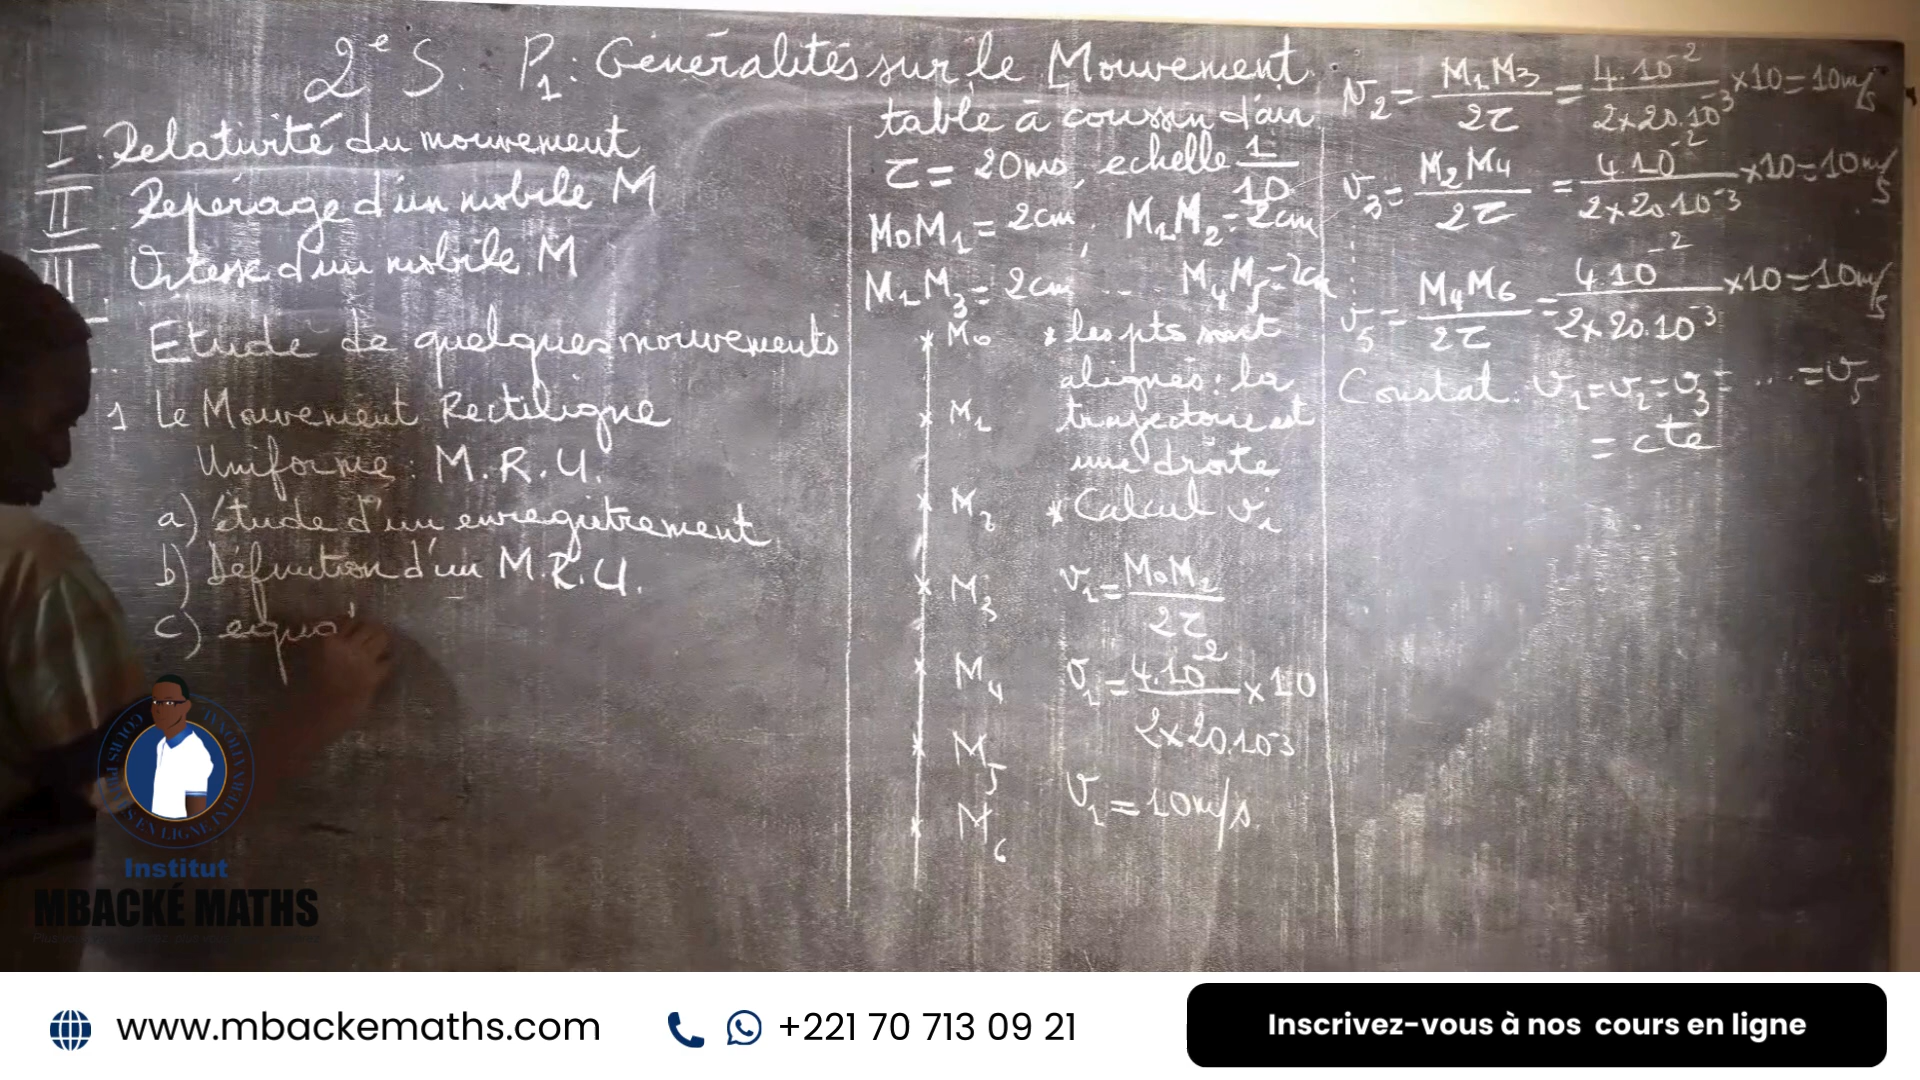 2e S. P1: Généralités sur le Mouvement
I. Relativité du mouvement
II. Repérage d'un mobile M
III. Vitesse d'un mobile M
Etude de quelques mouvements
1 Le Mouvement Rectiligne
Uniforme: M.R.U.
a) étude d'un enregistrement
b) Définition d'un M.R.U.
c) equa
table à coussin d'air
τ = 20ms, echelle 1/10
M0M1 = 2cm, M1M2 = 2cm
M2M3 = 2cm ... M4M5 = 2cm
M0
M1
M2
M3
M4
M5
M6
* les pts sont
alignés: la
trajectoire est
une droite
* Calcul v1
v1 = M0M2/2τ
v1 = 4.10^-2/2×20.10^-3 × 10
v1 = 10m/s
v2 = M1M3/2τ = 4.10^-2/2×20.10^-3 ×10 = 10m/s
v3 = M2M4/2τ = 4.10^-2/2×20.10^-3 ×10 = 10m/s
v5 = M4M6/2τ = 4.10^-2/2×20.10^-3 ×10 = 10m/s
Constat: v1 = v2 = v3 = ... = v5
= cte
Institut
MBACKÉ MATHS
www.mbackemaths.com
+221 70 713 09 21
Inscrivez-vous à nos cours en ligne